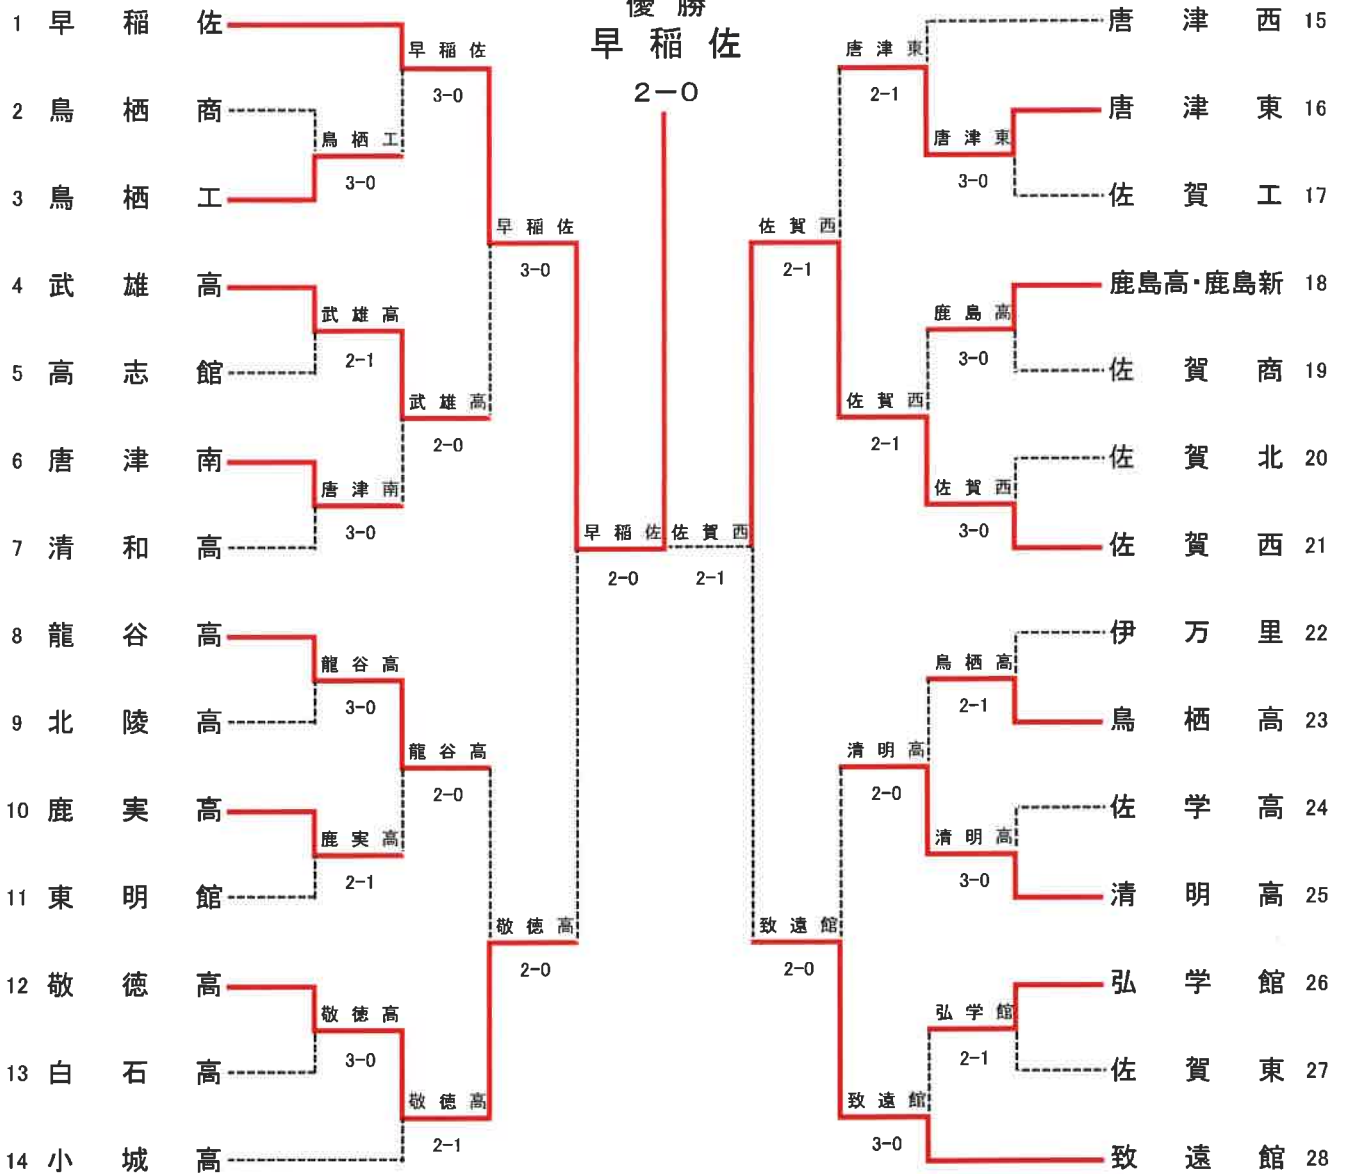 優勝
早稲佐
2-0
1 早稲佐
2 鳥栖商
3 鳥栖工
4 武雄高
5 高志館
6 唐津南
7 清和高
8 龍谷高
9 北陵高
10 鹿実高
11 東明館
12 敬徳高
13 白石高
14 小城高
鳥栖工
3-0
武雄高
2-1
唐津南
3-0
龍谷高
3-0
鹿実高
2-1
敬徳高
3-0
早稲佐
3-0
武雄高
2-0
龍谷高
2-0
敬徳高
2-1
早稲佐
3-0
敬徳高
2-0
早稲佐
2-0
佐賀西
2-1
佐賀西
2-1
致遠館
2-0
唐津東
2-1
佐賀西
2-1
清明高
2-0
致遠館
3-0
唐津東
3-0
鹿島高
3-0
佐賀西
3-0
鳥栖高
2-1
清明高
3-0
弘学館
2-1
唐津西 15
唐津東 16
佐賀工 17
鹿島高・鹿島新 18
佐賀商 19
佐賀北 20
佐賀西 21
伊万里 22
鳥栖高 23
佐学高 24
清明高 25
弘学館 26
佐賀東 27
致遠館 28